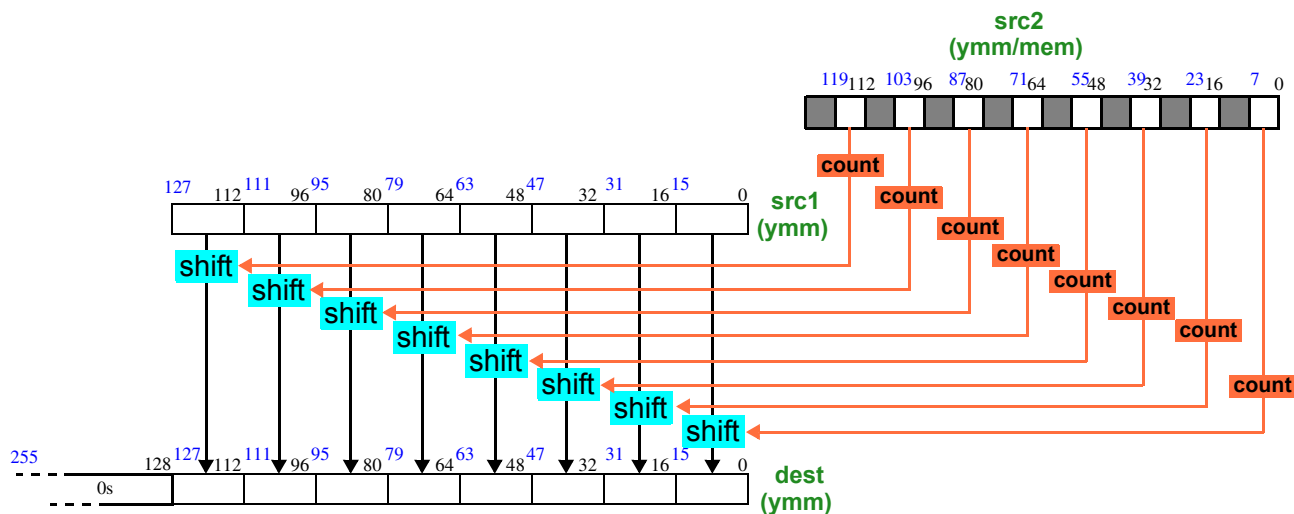 src2
(ymm/mem)
119 112 103 96 87 80 71 64 55 48 39 32 23 16 7 0
count
127 112 111 96 95 80 79 64 63 48 47 32 31 16 15 0
src1
(ymm)
count
count
count
count
count
count
count
shift
shift
shift
shift
shift
shift
shift
shift
255 128 127 112 111 96 95 80 79 64 63 48 47 32 31 16 15 0
0s
dest
(ymm)